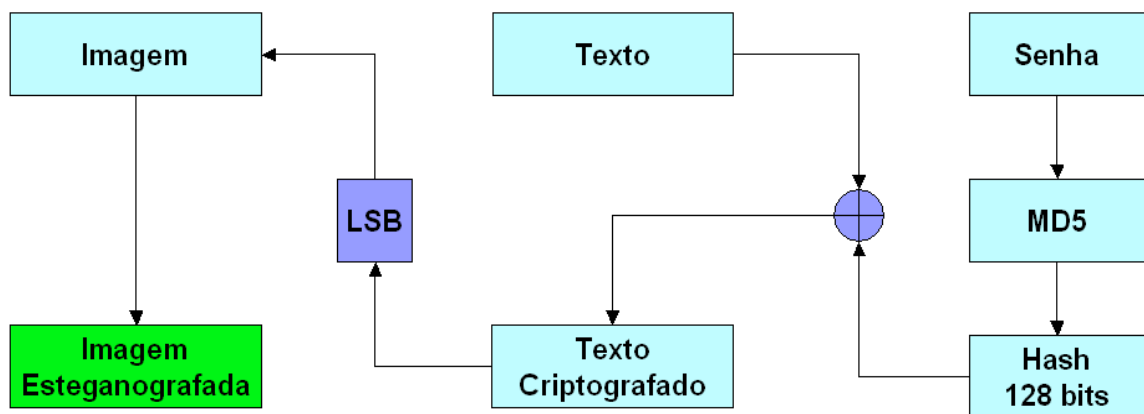 Imagem
Texto
Senha
LSB
MD5
Imagem
Esteganografada
Texto
Criptografado
Hash
128 bits